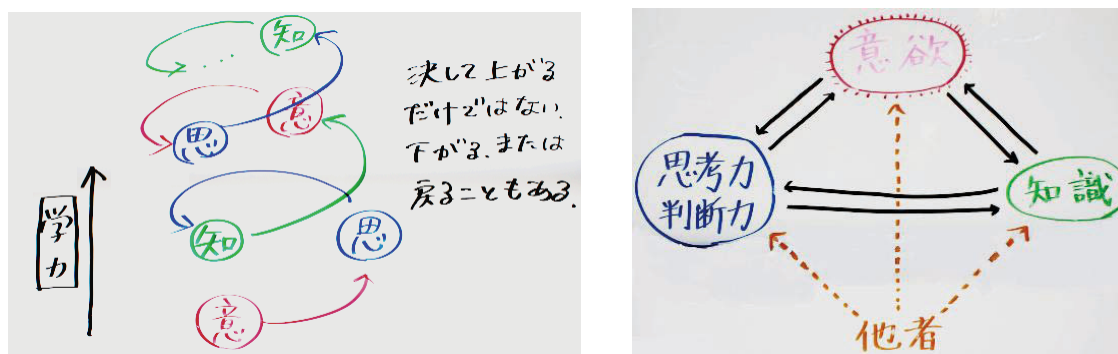 知
意
思
知
思
意
学力
決して上がる
だけではない.
下がる.または
戻ることもある.
意欲
思考力
判断力
知識
他者